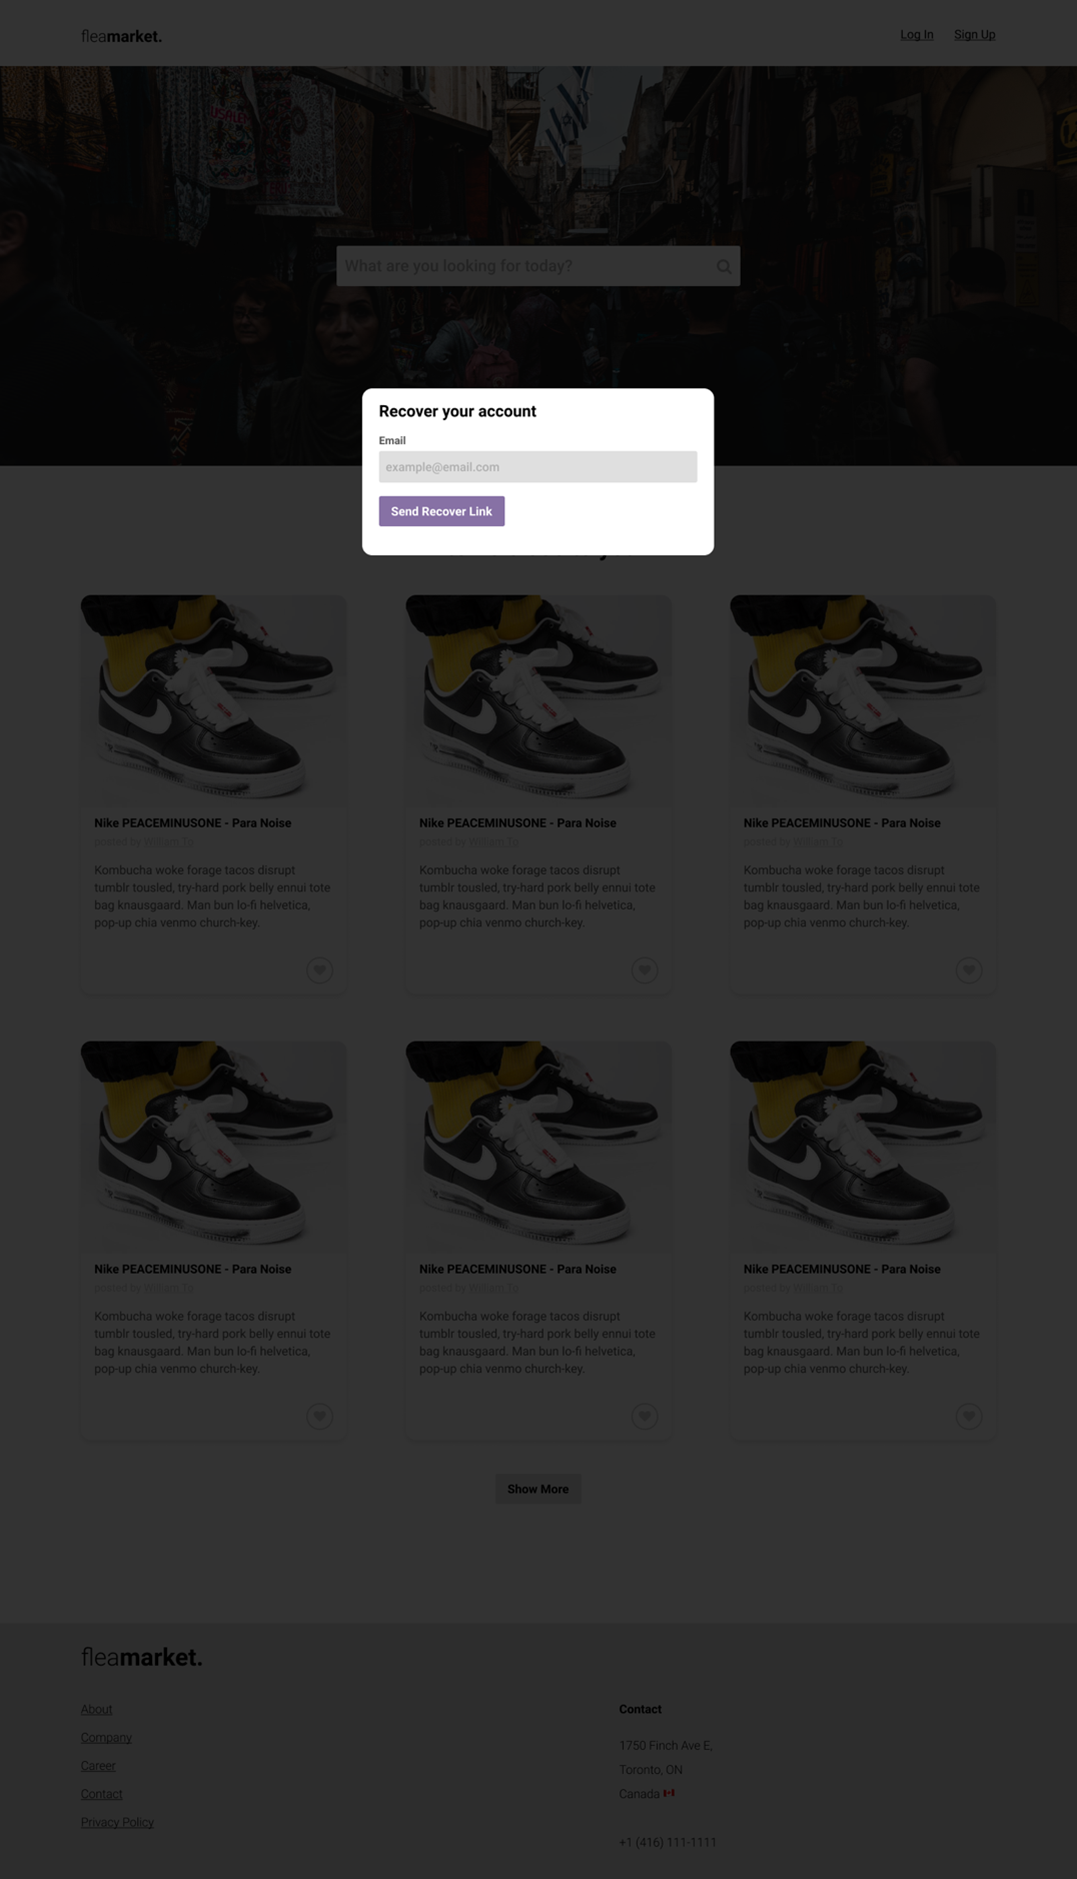 fleamarket.
Log In
Sign Up
What are you looking for today?
Recover your account
Email
example@email.com
Send Recover Link
Nike PEACEMINUSONE - Para Noise
posted by William To
Kombucha woke forage tacos disrupt
tumblr tousled, try-hard pork belly ennui tote
bag knausgaard. Man bun lo-fi helvetica,
pop-up chia venmo church-key.
Nike PEACEMINUSONE - Para Noise
posted by William To
Kombucha woke forage tacos disrupt
tumblr tousled, try-hard pork belly ennui tote
bag knausgaard. Man bun lo-fi helvetica,
pop-up chia venmo church-key.
Nike PEACEMINUSONE - Para Noise
posted by William To
Kombucha woke forage tacos disrupt
tumblr tousled, try-hard pork belly ennui tote
bag knausgaard. Man bun lo-fi helvetica,
pop-up chia venmo church-key.
Nike PEACEMINUSONE - Para Noise
posted by William To
Kombucha woke forage tacos disrupt
tumblr tousled, try-hard pork belly ennui tote
bag knausgaard. Man bun lo-fi helvetica,
pop-up chia venmo church-key.
Nike PEACEMINUSONE - Para Noise
posted by William To
Kombucha woke forage tacos disrupt
tumblr tousled, try-hard pork belly ennui tote
bag knausgaard. Man bun lo-fi helvetica,
pop-up chia venmo church-key.
Nike PEACEMINUSONE - Para Noise
posted by William To
Kombucha woke forage tacos disrupt
tumblr tousled, try-hard pork belly ennui tote
bag knausgaard. Man bun lo-fi helvetica,
pop-up chia venmo church-key.
Show More
fleamarket.
About
Company
Career
Contact
Privacy Policy
Contact
1750 Finch Ave E,
Toronto, ON
Canada 🇨🇦
+1 (416) 111-1111